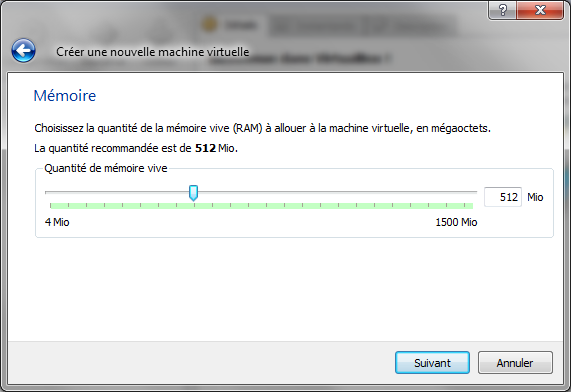 Créer une nouvelle machine virtuelle
Mémoire
Choisissez la quantité de la mémoire vive (RAM) à allouer à la machine virtuelle, en mégaoctets.
La quantité recommandée est de 512 Mio.
Quantité de mémoire vive
512 Mio
4 Mio 1500 Mio
Suivant Annuler